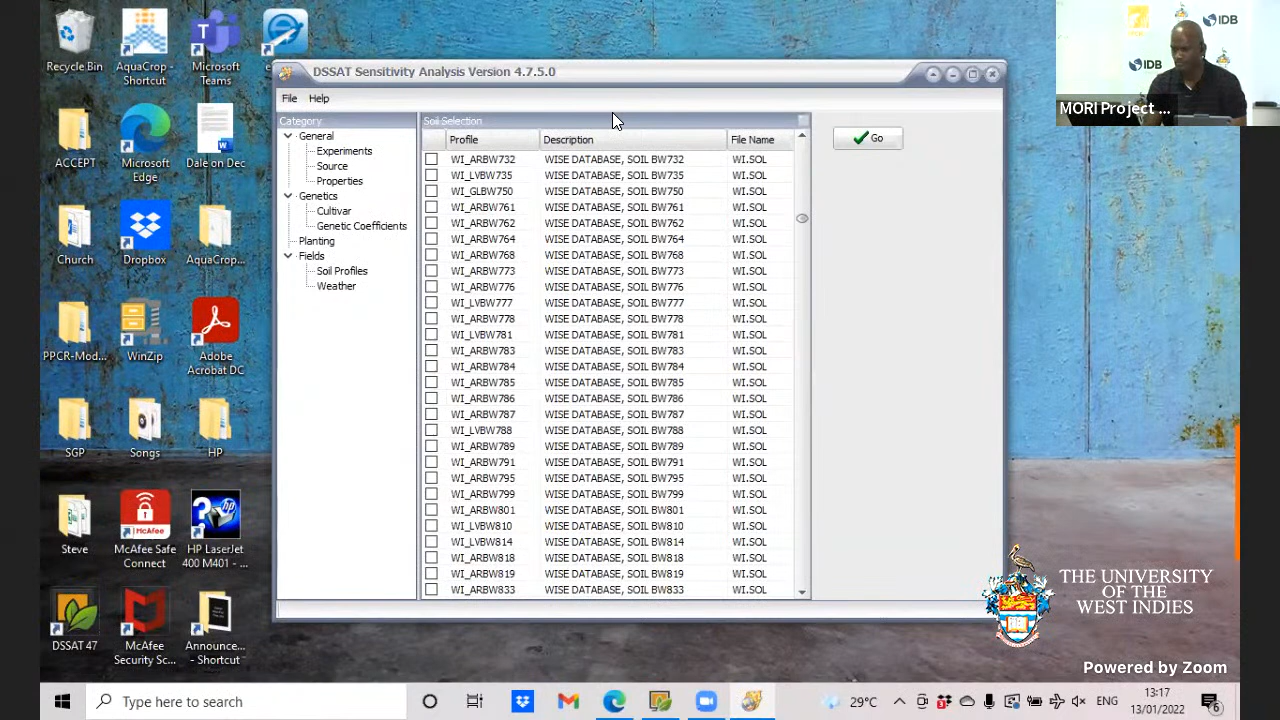 Recycle Bin
AquaCrop - Shortcut
Microsoft Teams
ACCEPT
Microsoft Edge
Dale on Dec
Church
Dropbox
AquaCrop...
PPCR-Mod...
WinZip
Adobe Acrobat DC
SGP
Songs
HP
Steve
McAfee Safe Connect
HP LaserJet 400 M401 - ...
DSSAT 47
McAfee Security Sc...
Announce... - Shortcut
DSSAT Sensitivity Analysis Version 4.7.5.0
File Help
Category:
General
Experiments
Source
Properties
Genetics
Cultivar
Genetic Coefficients
Planting
Fields
Soil Profiles
Weather
Soil Selection
Profile Description File Name
WI_ARBW732 WISE DATABASE, SOIL BW732 WI.SOL
WI_LVBW735 WISE DATABASE, SOIL BW735 WI.SOL
WI_GLBW750 WISE DATABASE, SOIL BW750 WI.SOL
WI_ARBW761 WISE DATABASE, SOIL BW761 WI.SOL
WI_ARBW762 WISE DATABASE, SOIL BW762 WI.SOL
WI_ARBW764 WISE DATABASE, SOIL BW764 WI.SOL
WI_ARBW768 WISE DATABASE, SOIL BW768 WI.SOL
WI_ARBW773 WISE DATABASE, SOIL BW773 WI.SOL
WI_ARBW776 WISE DATABASE, SOIL BW776 WI.SOL
WI_LVBW777 WISE DATABASE, SOIL BW777 WI.SOL
WI_ARBW778 WISE DATABASE, SOIL BW778 WI.SOL
WI_LVBW781 WISE DATABASE, SOIL BW781 WI.SOL
WI_ARBW783 WISE DATABASE, SOIL BW783 WI.SOL
WI_ARBW784 WISE DATABASE, SOIL BW784 WI.SOL
WI_ARBW785 WISE DATABASE, SOIL BW785 WI.SOL
WI_ARBW786 WISE DATABASE, SOIL BW786 WI.SOL
WI_ARBW787 WISE DATABASE, SOIL BW787 WI.SOL
WI_LVBW788 WISE DATABASE, SOIL BW788 WI.SOL
WI_ARBW789 WISE DATABASE, SOIL BW789 WI.SOL
WI_ARBW791 WISE DATABASE, SOIL BW791 WI.SOL
WI_ARBW795 WISE DATABASE, SOIL BW795 WI.SOL
WI_ARBW799 WISE DATABASE, SOIL BW799 WI.SOL
WI_ARBW801 WISE DATABASE, SOIL BW801 WI.SOL
WI_LVBW810 WISE DATABASE, SOIL BW810 WI.SOL
WI_LVBW814 WISE DATABASE, SOIL BW814 WI.SOL
WI_ARBW818 WISE DATABASE, SOIL BW818 WI.SOL
WI_ARBW819 WISE DATABASE, SOIL BW819 WI.SOL
WI_ARBW833 WISE DATABASE, SOIL BW833 WI.SOL
Go
IDB
IDB
MORI Project ...
THE UNIVERSITY
OF THE
WEST INDIES
Powered by Zoom
Type here to search
29°C
ENG
13:17
13/01/2022
6